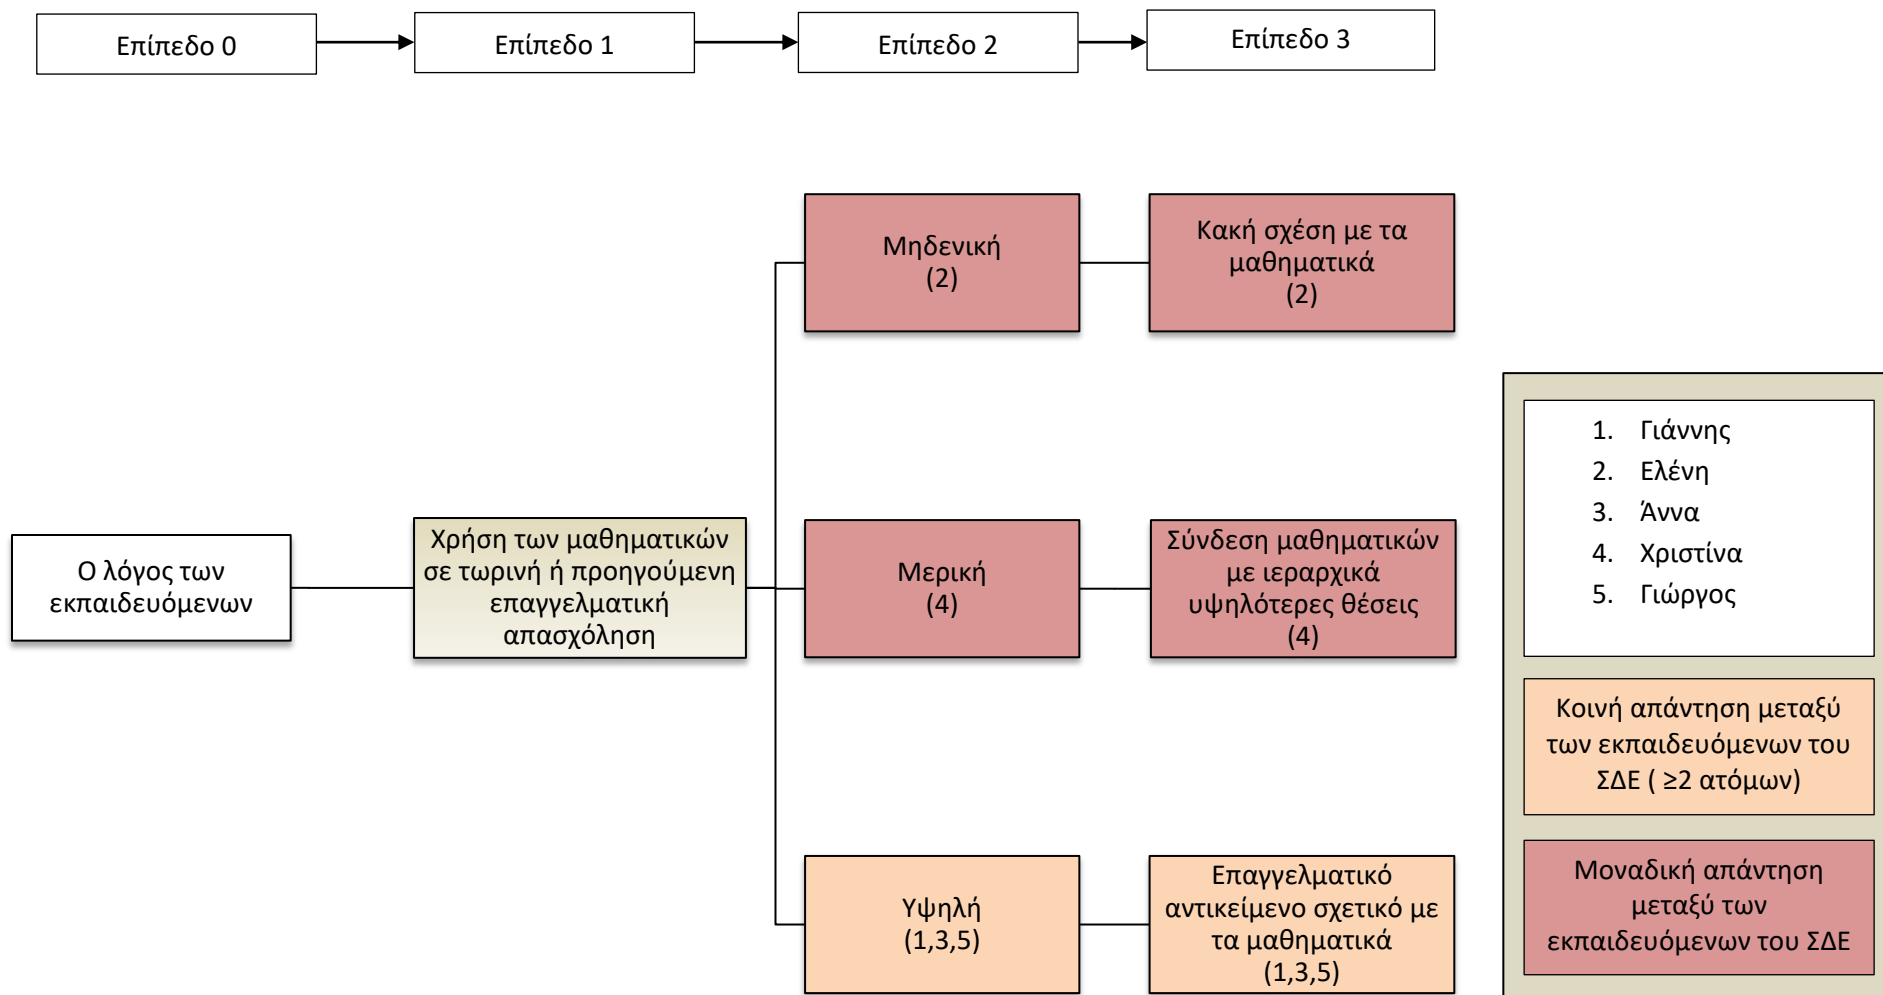 Επίπεδο 0
Επίπεδο 1
Επίπεδο 2
Επίπεδο 3
Ο λόγος των
εκπαιδευόμενων
Χρήση των μαθηματικών
σε τωρινή ή προηγούμενη
επαγγελματική
απασχόληση
Μηδενική
(2)
Κακή σχέση με τα
μαθηματικά
(2)
Μερική
(4)
Σύνδεση μαθηματικών
με ιεραρχικά
υψηλότερες θέσεις
(4)
Υψηλή
(1,3,5)
Επαγγελματικό
αντικείμενο σχετικό με
τα μαθηματικά
(1,3,5)
1. Γιάννης
2. Ελένη
3. Άννα
4. Χριστίνα
5. Γιώργος
Κοινή απάντηση μεταξύ
των εκπαιδευόμενων του
ΣΔΕ ( ≥2 ατόμων)
Μοναδική απάντηση
μεταξύ των
εκπαιδευόμενων του ΣΔΕ